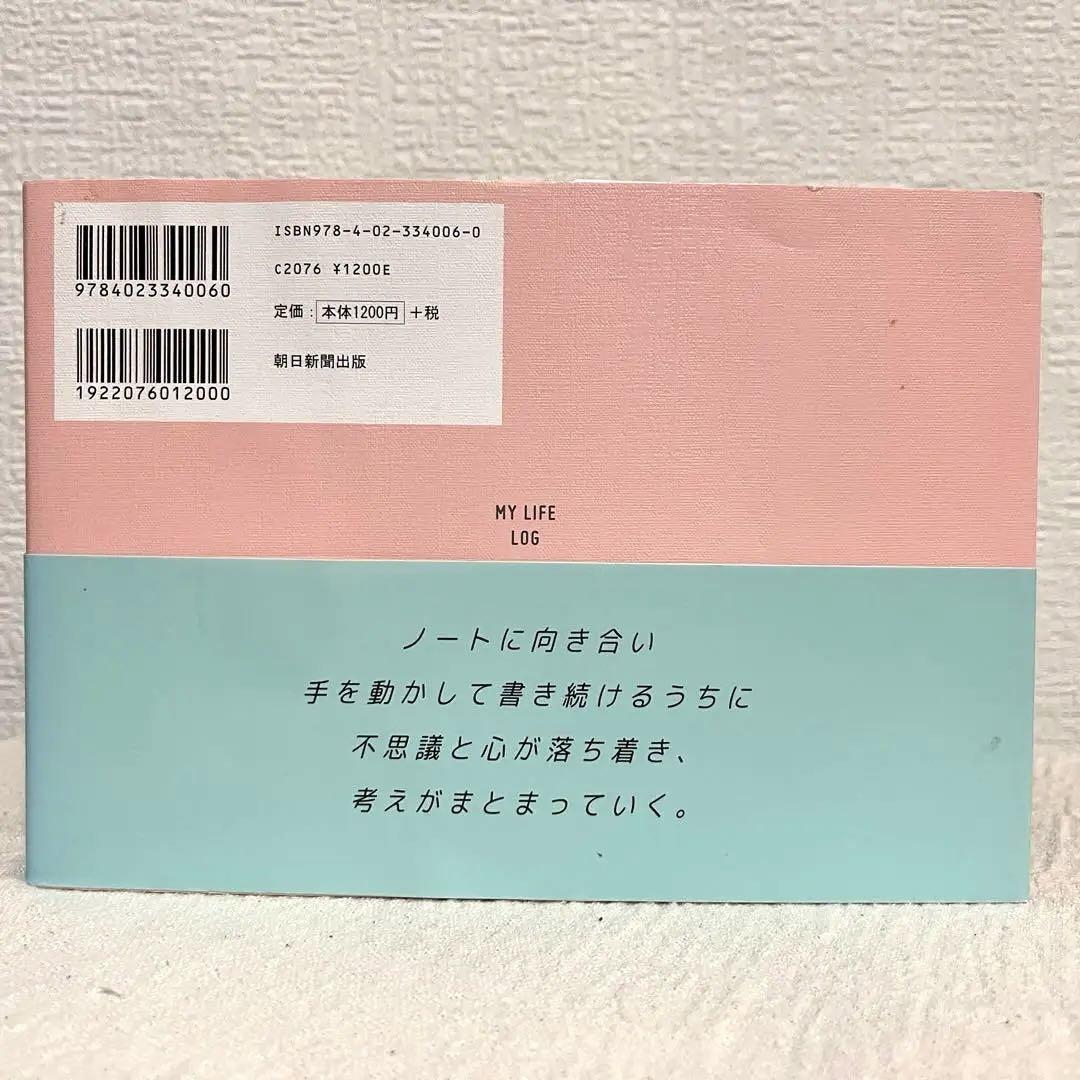 ISBN978-4-02-334006-0
9784023340060
C2076 ¥1200E
定価：本体1200円＋税
1922076012000
朝日新聞出版
MY LIFE
LOG
ノートに向き合い
手を動かして書き続けるうちに
不思議と心が落ち着き、
考えがまとまっていく。